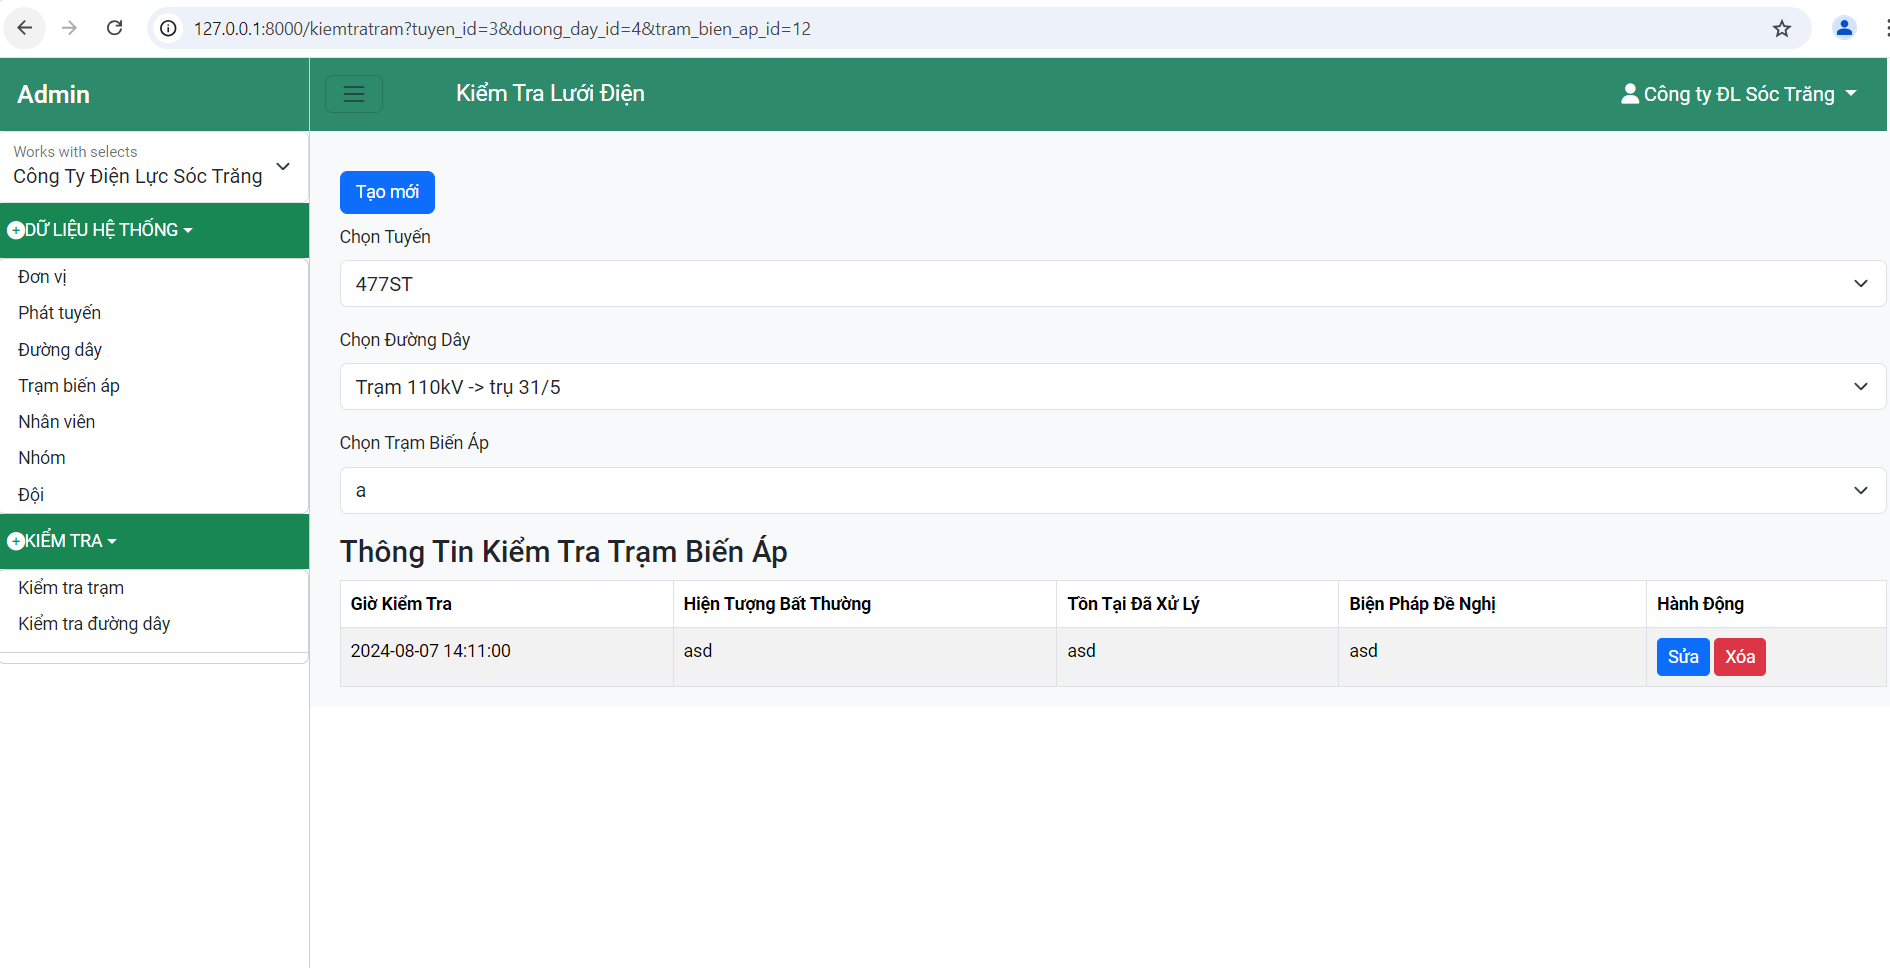 127.0.0.1:8000/kiemtratram?tuyen_id=3&duong_day_id=4&tram_bien_ap_id=12
Admin
Kiểm Tra Lưới Điện
Công ty ĐL Sóc Trăng
Works with selects
Công Ty Điện Lực Sóc Trăng
DỮ LIỆU HỆ THỐNG
Đơn vị
Phát tuyến
Đường dây
Trạm biến áp
Nhân viên
Nhóm
Đội
KIỂM TRA
Kiểm tra trạm
Kiểm tra đường dây
Tạo mới
Chọn Tuyến
477ST
Chọn Đường Dây
Trạm 110kV -> trụ 31/5
Chọn Trạm Biến Áp
a
Thông Tin Kiểm Tra Trạm Biến Áp
Giờ Kiểm Tra Hiện Tượng Bất Thường Tồn Tại Đã Xử Lý Biện Pháp Đề Nghị Hành Động
2024-08-07 14:11:00 asd asd asd Sửa Xóa